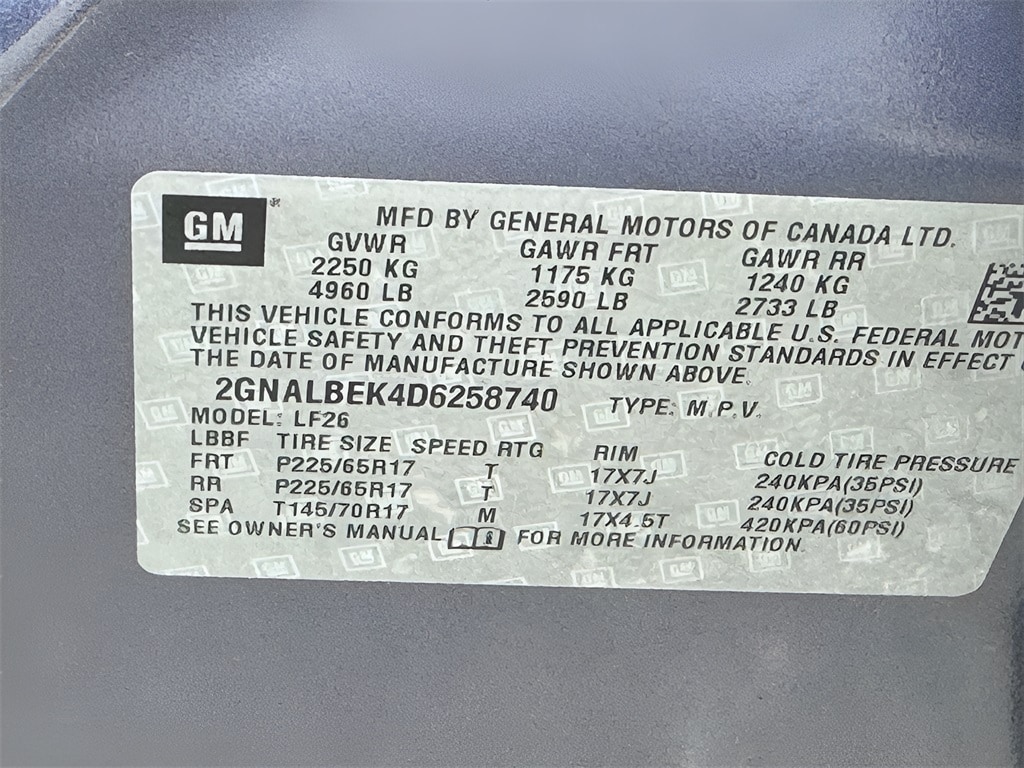 GM
MFD BY GENERAL MOTORS OF CANADA LTD.
GVWR GAWR FRT GAWR RR
2250 KG 1175 KG 1240 KG
4960 LB 2590 LB 2733 LB
THIS VEHICLE CONFORMS TO ALL APPLICABLE U.S. FEDERAL MOT
VEHICLE SAFETY AND THEFT PREVENTION STANDARDS IN EFFECT
THE DATE OF MANUFACTURE SHOWN ABOVE.
2GNALBEK4D6258740 TYPE: M.P.V.
MODEL: LF26
LBBF TIRE SIZE SPEED RTG RIM COLD TIRE PRESSURE
FRT P225/65R17 T 17X7J 240KPA(35PSI)
RR P225/65R17 T 17X7J 240KPA(35PSI)
SPA T145/70R17 M 17X4.5T 420KPA(60PSI)
SEE OWNER'S MANUAL FOR MORE INFORMATION.